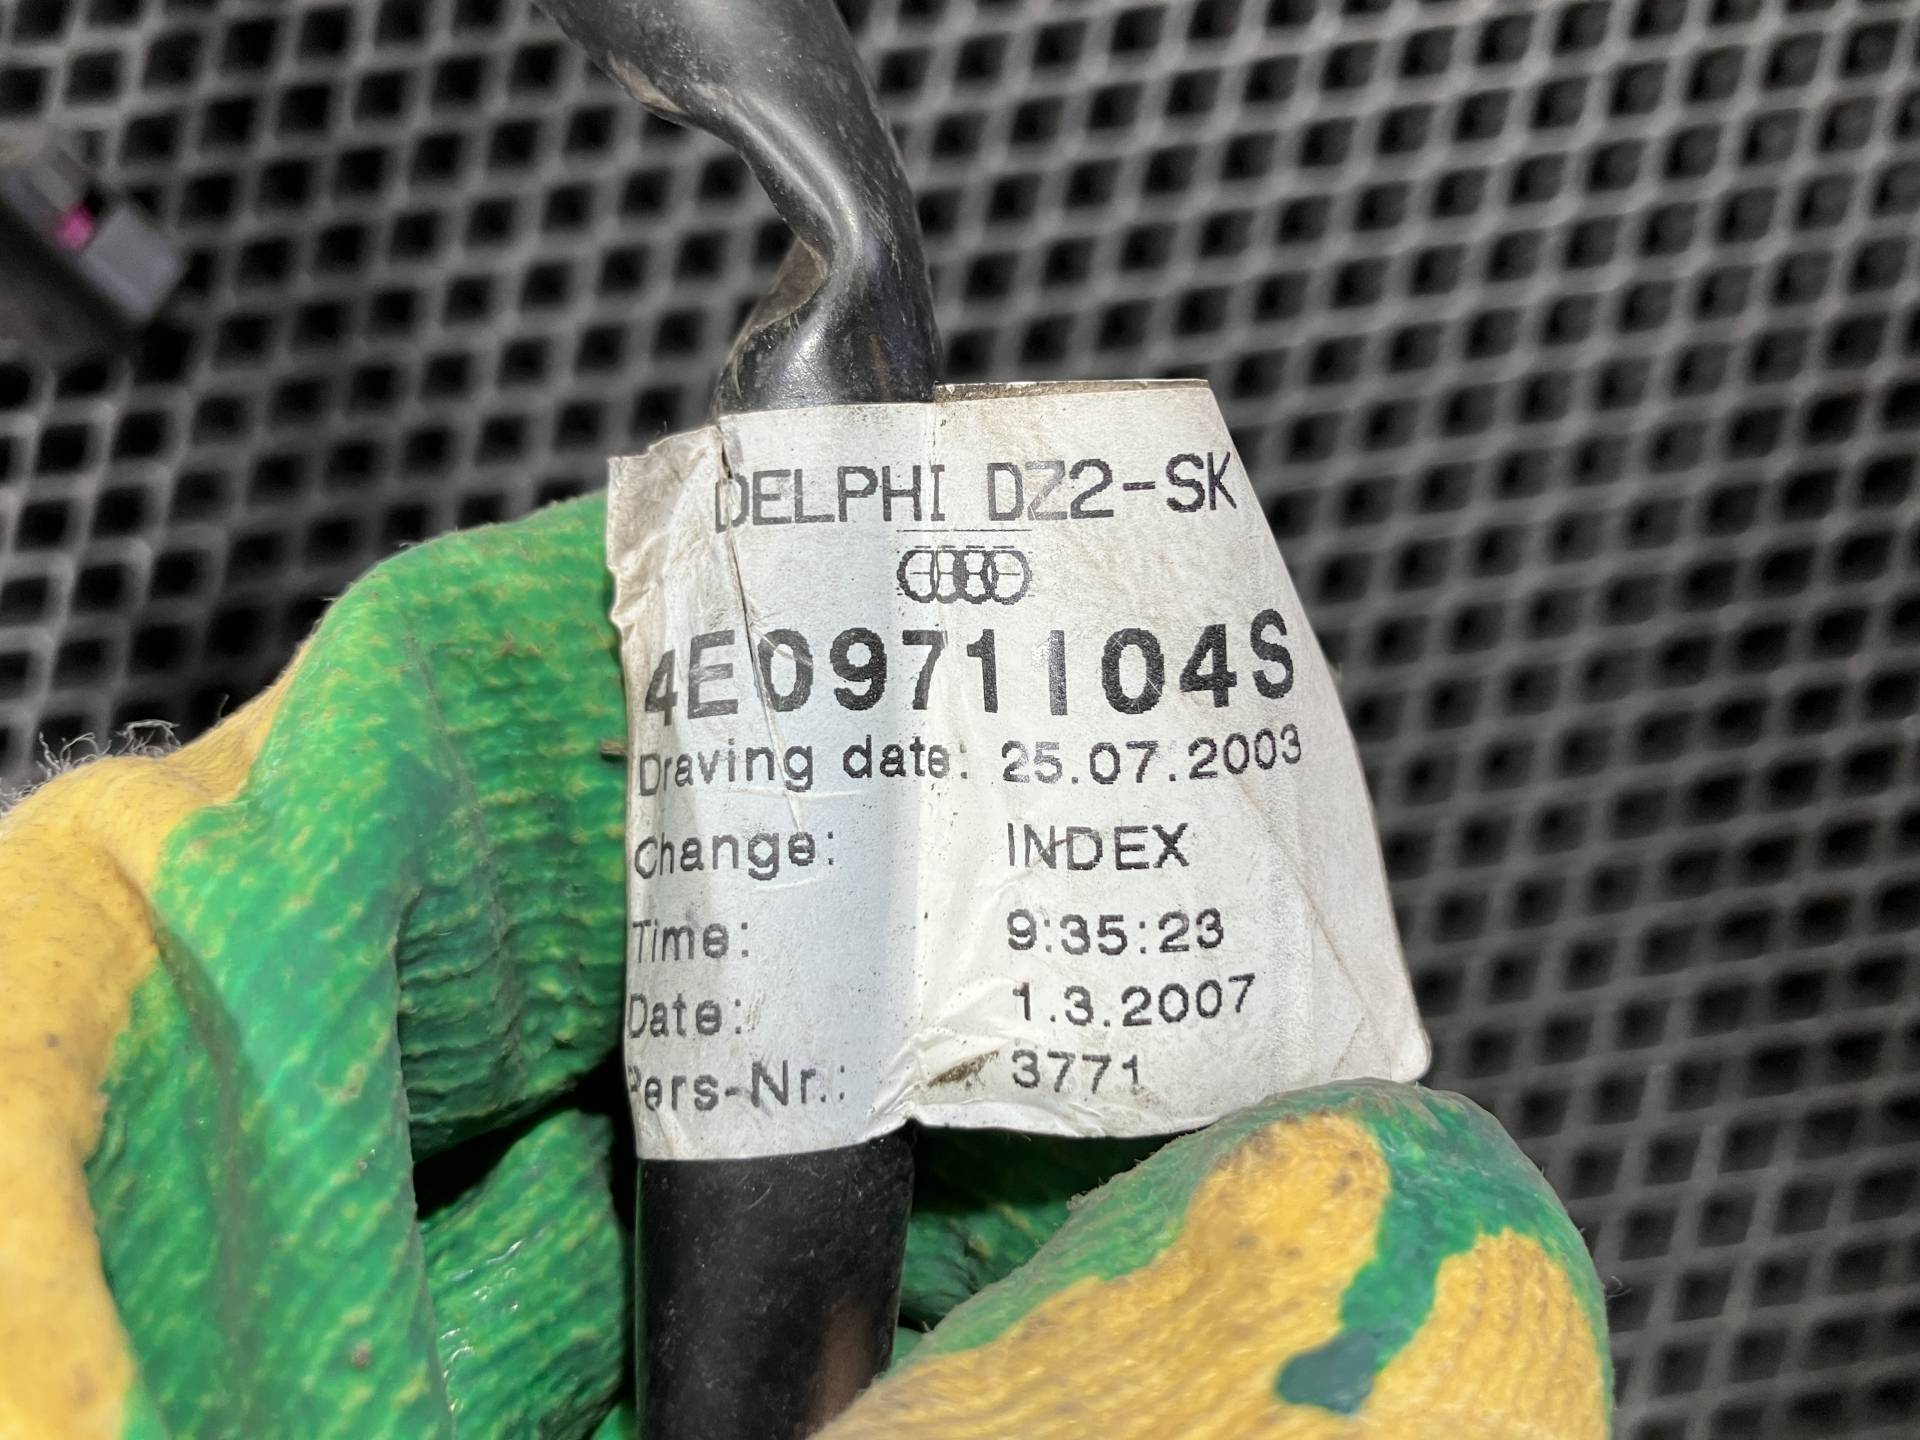 DELPHI DZ2-SK
4E0971104S
Draving date: 25.07.2003
Change: INDEX
Time: 9:35:23
Date: 1.3.2007
Pers-Nr.: 3771